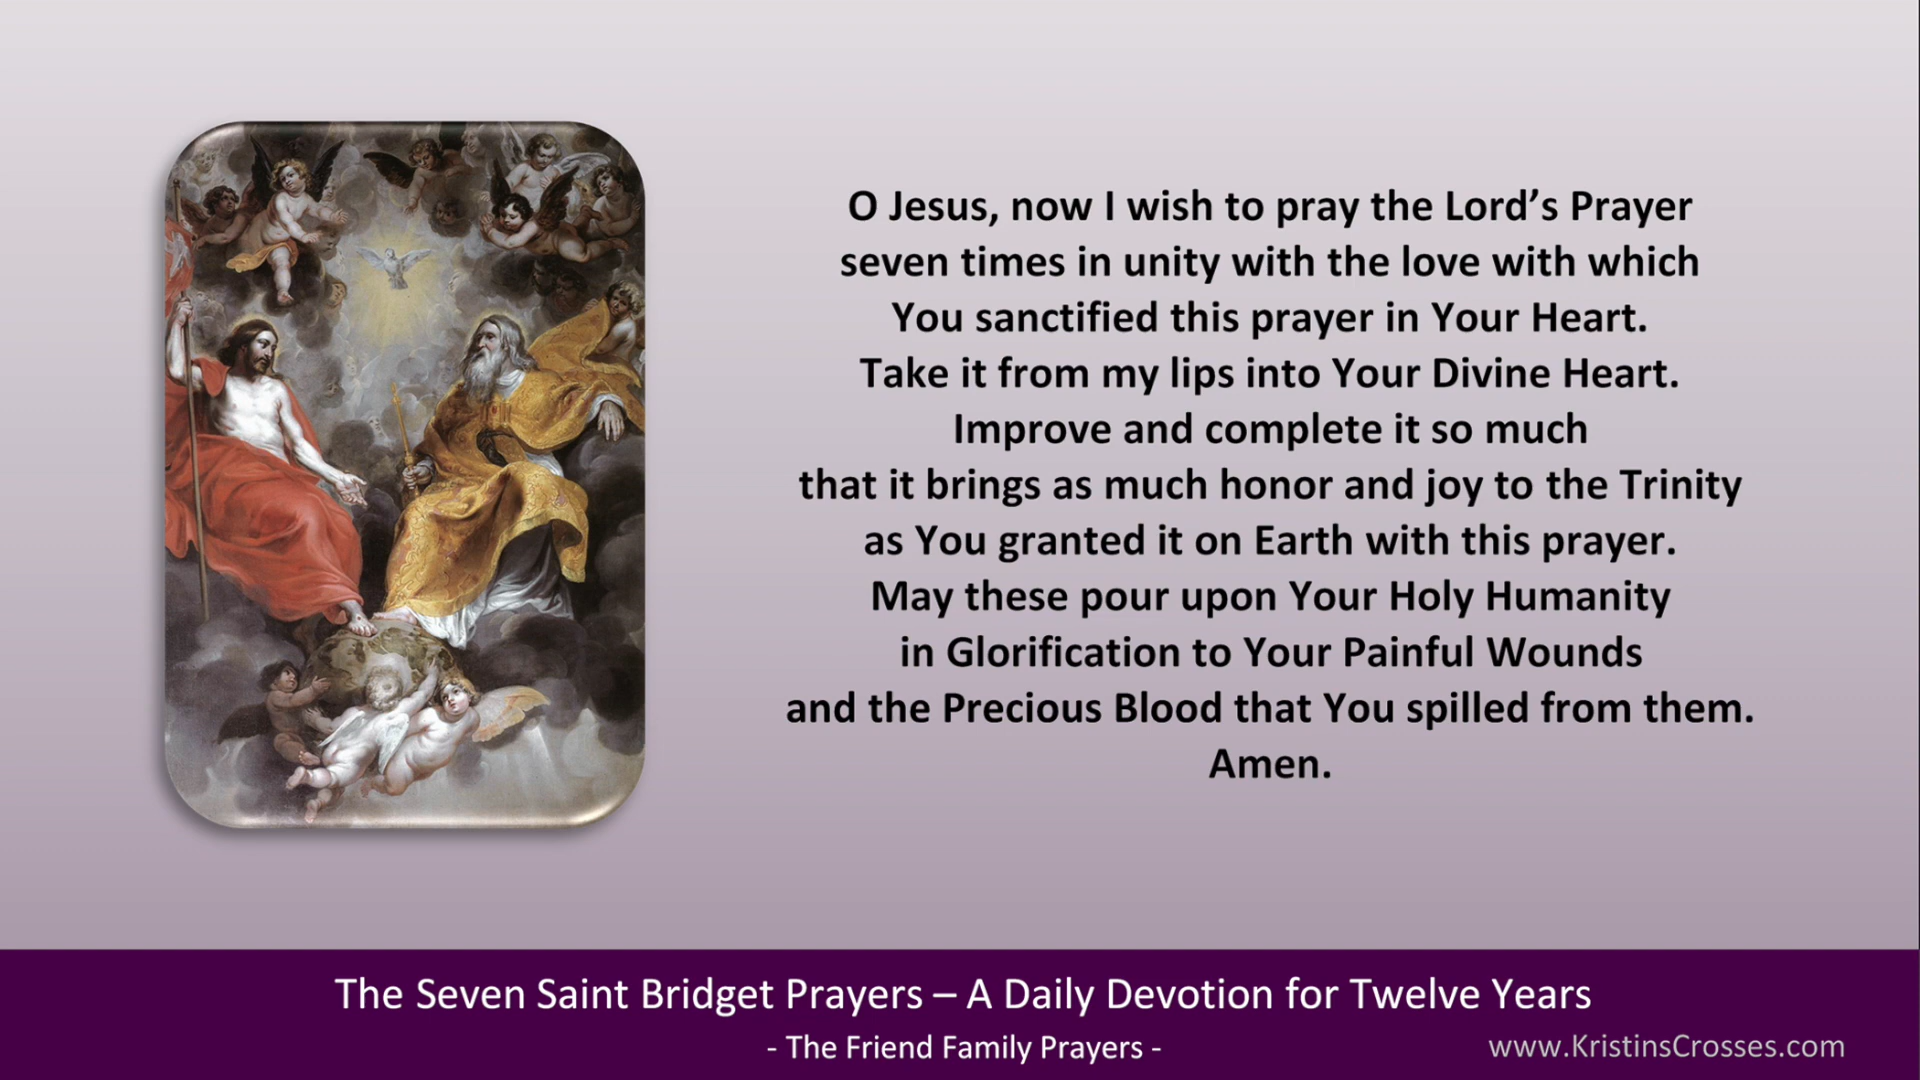 O Jesus, now I wish to pray the Lord’s Prayer
seven times in unity with the love with which
You sanctified this prayer in Your Heart.
Take it from my lips into Your Divine Heart.
Improve and complete it so much
that it brings as much honor and joy to the Trinity
as You granted it on Earth with this prayer.
May these pour upon Your Holy Humanity
in Glorification to Your Painful Wounds
and the Precious Blood that You spilled from them.
Amen.
The Seven Saint Bridget Prayers – A Daily Devotion for Twelve Years
- The Friend Family Prayers -
www.KristinsCrosses.com